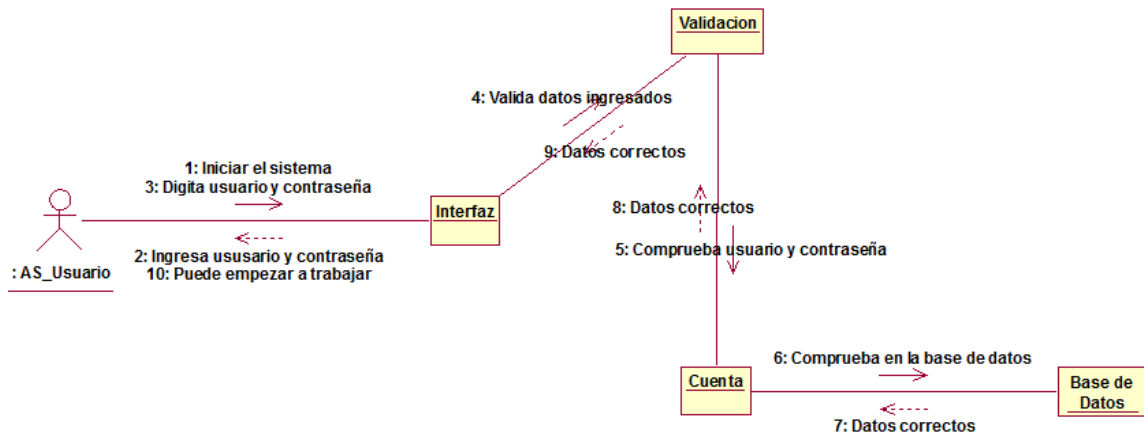 Validacion
4: Valida datos ingresados
9: Datos correctos
1: Iniciar el sistema
3: Digita usuario y contraseña
Interfaz
2: Ingresa ususario y contraseña
10: Puede empezar a trabajar
: AS_Usuario
8: Datos correctos
5: Comprueba usuario y contraseña
6: Comprueba en la base de datos
Cuenta
Base de
Datos
7: Datos correctos